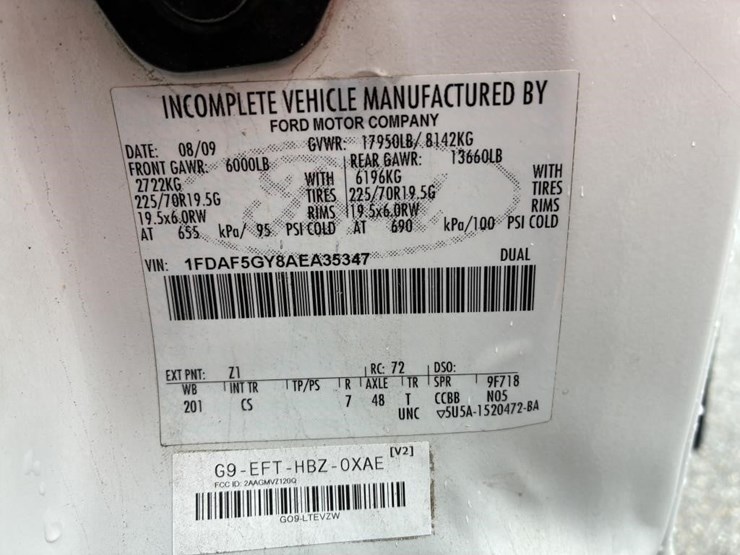 INCOMPLETE VEHICLE MANUFACTURED BY
FORD MOTOR COMPANY
DATE: 08/09 GVWR: 17950LB/ 8142KG
FRONT GAWR: 6000LB REAR GAWR: 13660LB
2722KG WITH 6196KG WITH
225/70R19.5G TIRES 225/70R19.5G TIRES
19.5x6.0RW RIMS 19.5x6.0RW RIMS
AT 655 kPa/ 95 PSI COLD AT 690 kPa/100 PSI COLD
VIN: 1FDAF5GY8AEA35347 DUAL
EXT PNT: Z1 RC: 72 DSO:
WB INT TR TP/PS R AXLE TR SPR 9F718
201 CS 7 48 T CCBB N05
UNC ▽5U5A-1520472-BA
G9-EFT-HBZ-0XAE [V2]
FCC ID: 2AAGMVZ120Q
GO9-LTEVZW